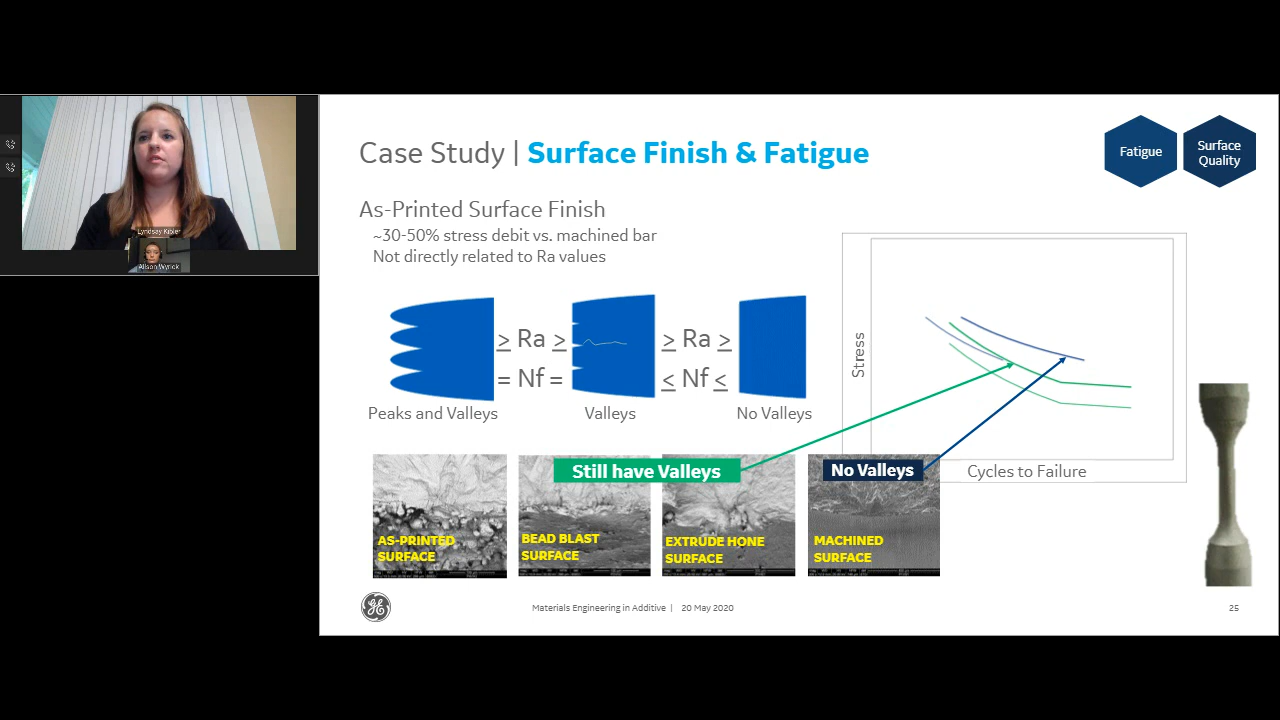 Lyndsay Kibler
Alison Wyrick
Case Study | Surface Finish & Fatigue
Fatigue
Surface
Quality
As-Printed Surface Finish
~30-50% stress debit vs. machined bar
Not directly related to Ra values
≥ Ra ≥
= Nf =
≥ Ra ≥
≤ Nf ≤
Peaks and Valleys
Valleys
No Valleys
Stress
Cycles to Failure
Still have Valleys
No Valleys
AS-PRINTED
SURFACE
BEAD BLAST
SURFACE
EXTRUDE HONE
SURFACE
MACHINED
SURFACE
Materials Engineering in Additive | 20 May 2020
25